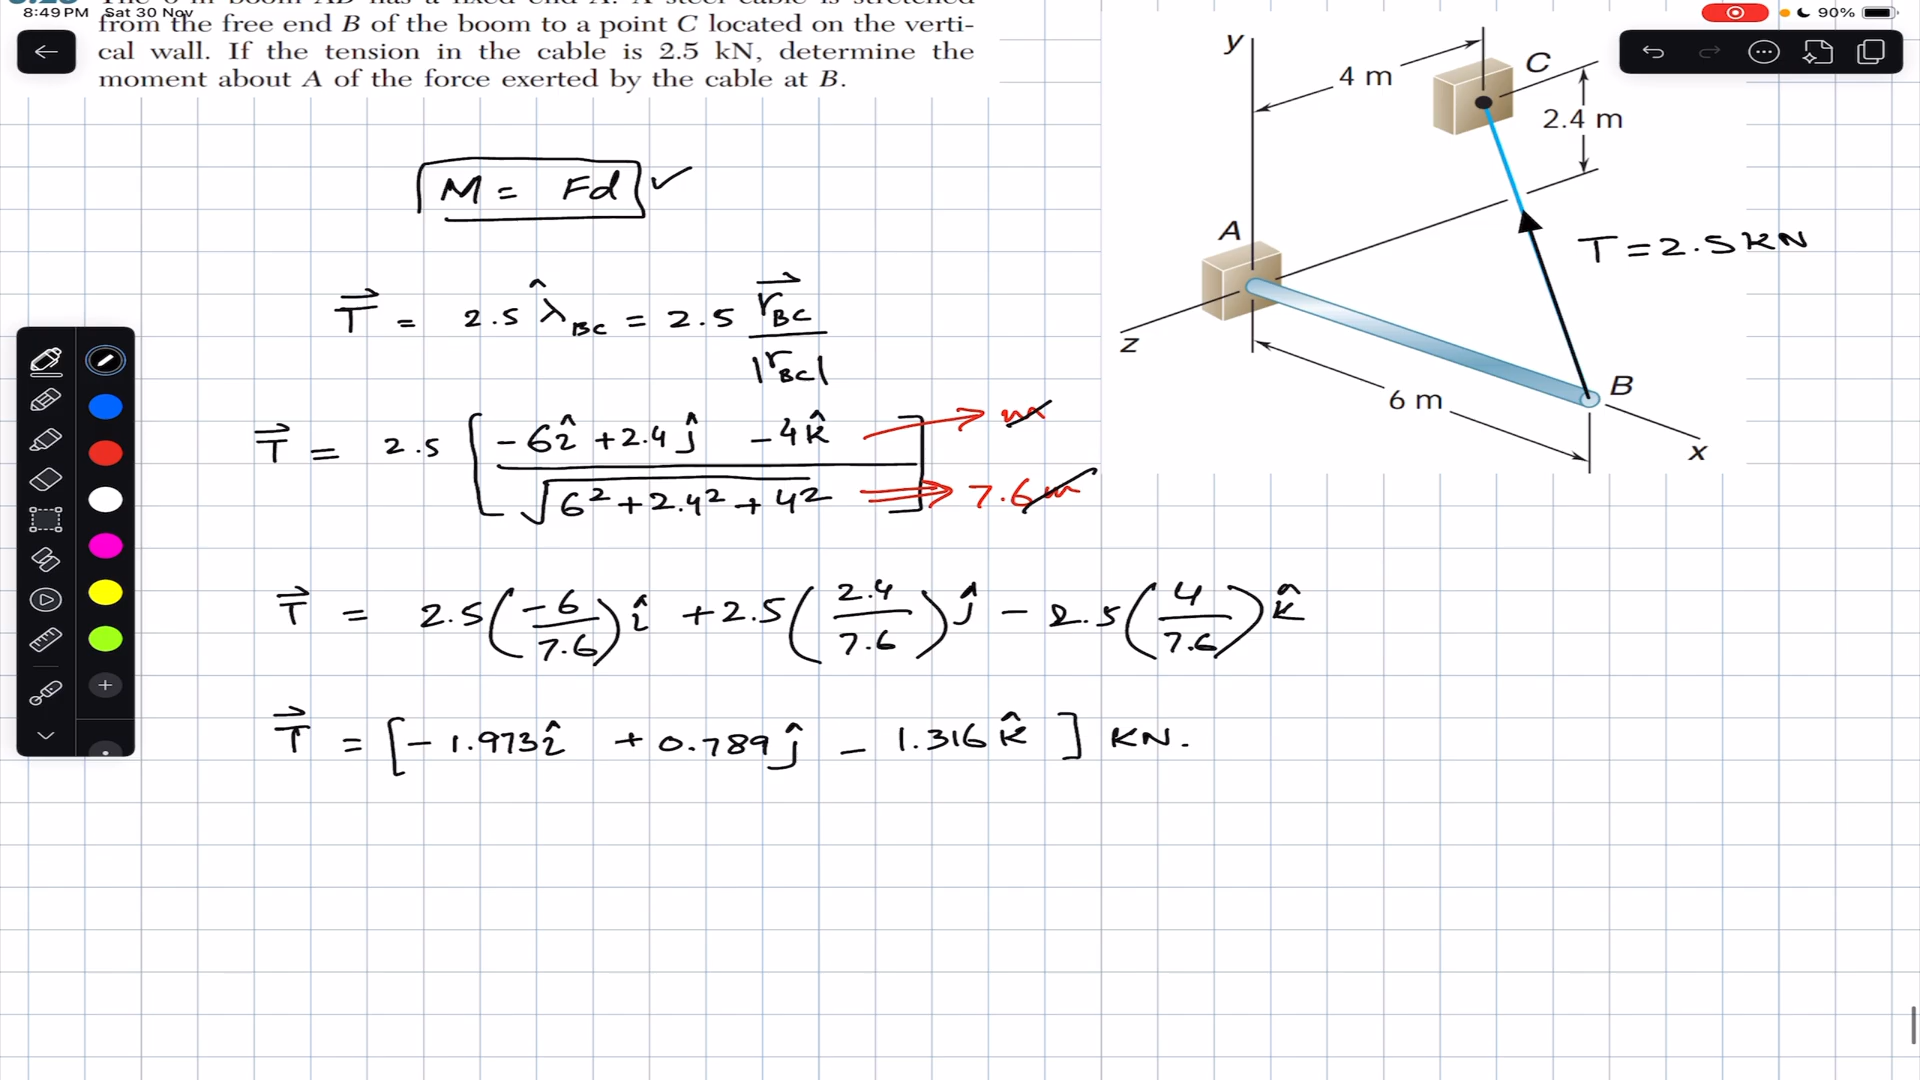 8:49 PM Sat 30 Nov
90%
from the free end B of the boom to a point C located on the verti-
cal wall. If the tension in the cable is 2.5 kN, determine the
moment about A of the force exerted by the cable at B.
M = Fd ✓
T⃗ = 2.5 λ̂_BC = 2.5 r⃗_BC / |r_BC|
T⃗ = 2.5 [ (-6î + 2.4ĵ - 4k̂) / √(6² + 2.4² + 4²) ]
→ m
⇒ 7.6 m
T⃗ = 2.5(-6/7.6)î + 2.5(2.4/7.6)ĵ - 2.5(4/7.6)k̂
T⃗ = [-1.973î + 0.789ĵ - 1.316k̂] KN.
y
4 m
C
2.4 m
A
T = 2.5KN
z
6 m
B
x